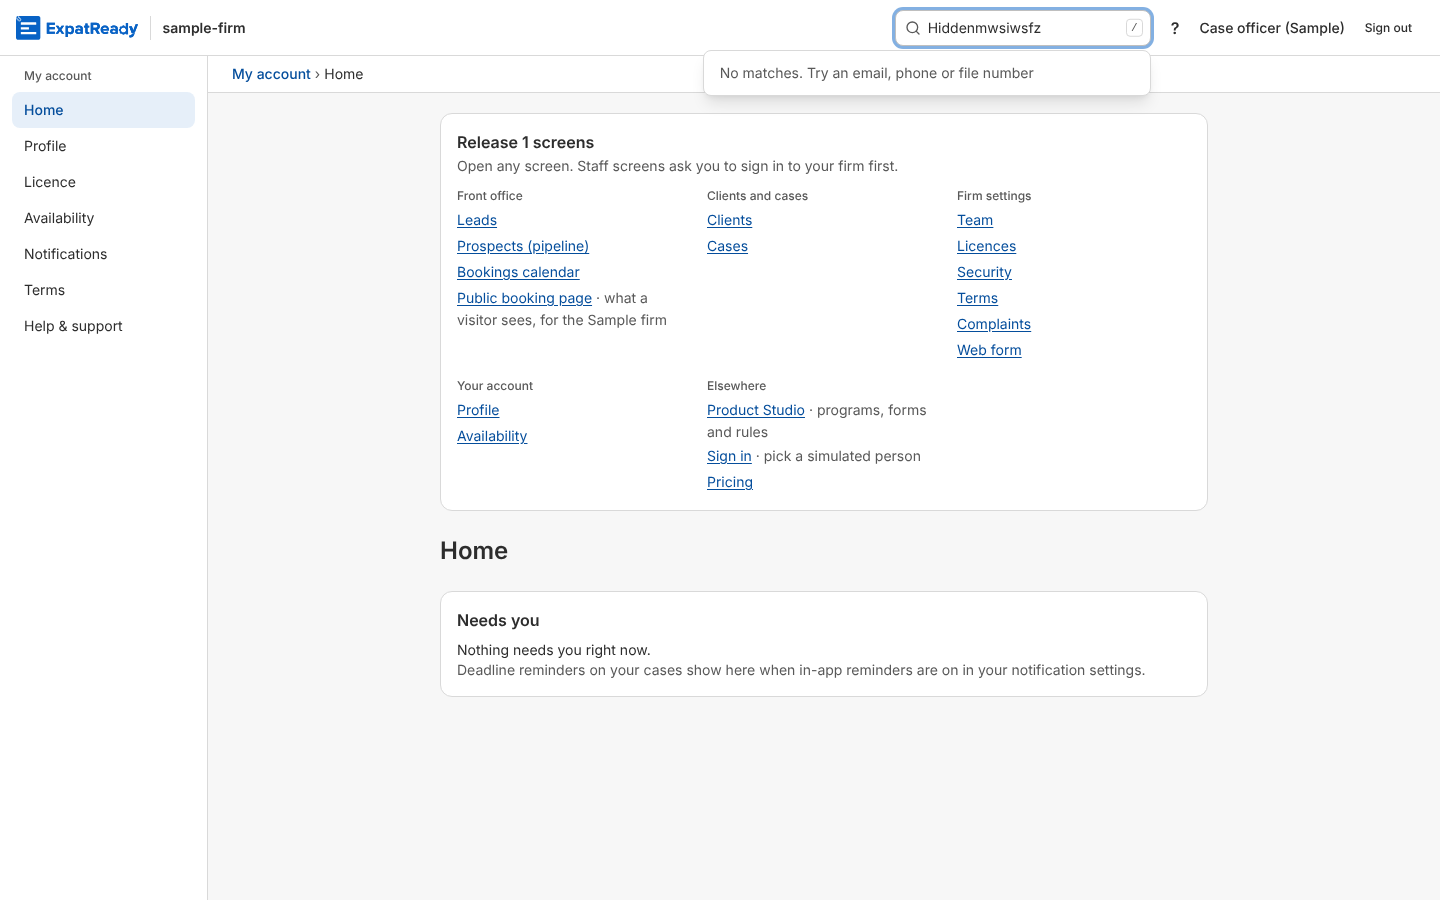 ExpatReady
sample-firm
Hiddenmwsiwsfz
/
?
Case officer (Sample)
Sign out
No matches. Try an email, phone or file number
My account
Home
Profile
Licence
Availability
Notifications
Terms
Help & support
My account › Home
Release 1 screens
Open any screen. Staff screens ask you to sign in to your firm first.
Front office
Leads
Prospects (pipeline)
Bookings calendar
Public booking page · what a
visitor sees, for the Sample firm
Clients and cases
Clients
Cases
Firm settings
Team
Licences
Security
Terms
Complaints
Web form
Your account
Profile
Availability
Elsewhere
Product Studio · programs, forms
and rules
Sign in · pick a simulated person
Pricing
Home
Needs you
Nothing needs you right now.
Deadline reminders on your cases show here when in-app reminders are on in your notification settings.